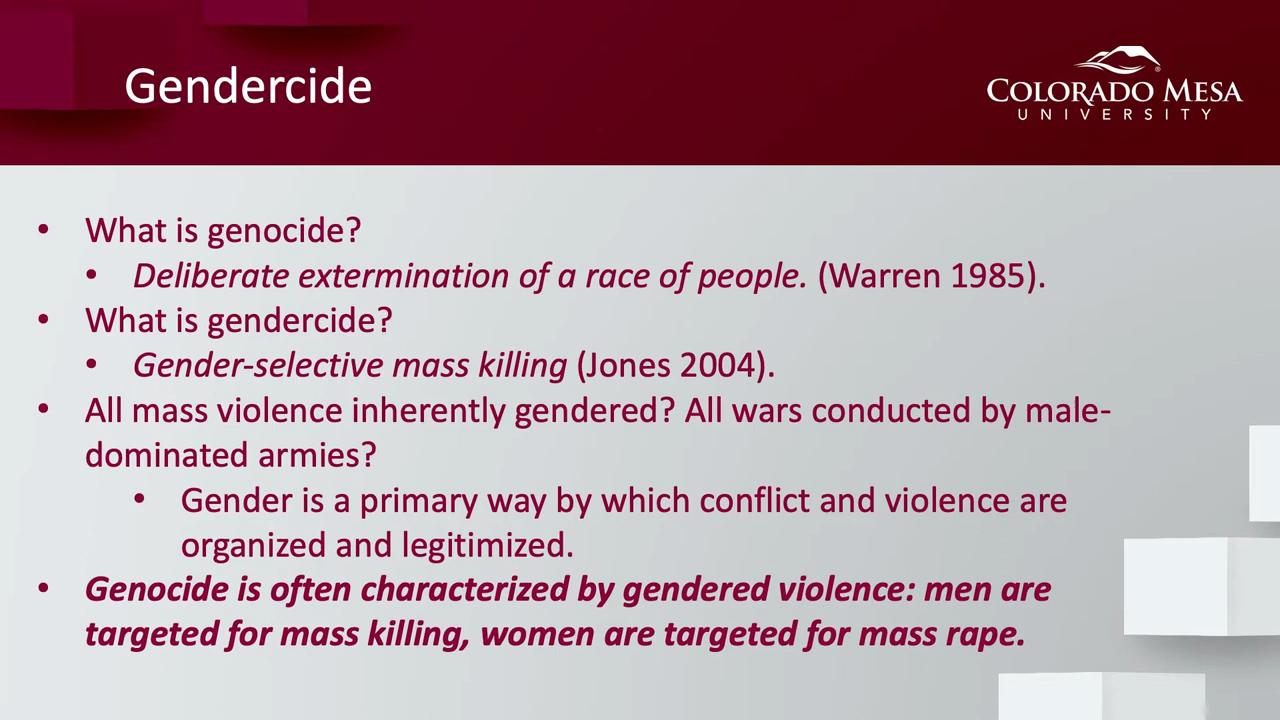 Gendercide
COLORADO MESA
UNIVERSITY
• What is genocide?
• Deliberate extermination of a race of people. (Warren 1985).
• What is gendercide?
• Gender-selective mass killing (Jones 2004).
• All mass violence inherently gendered? All wars conducted by male-
dominated armies?
• Gender is a primary way by which conflict and violence are
organized and legitimized.
• Genocide is often characterized by gendered violence: men are
targeted for mass killing, women are targeted for mass rape.